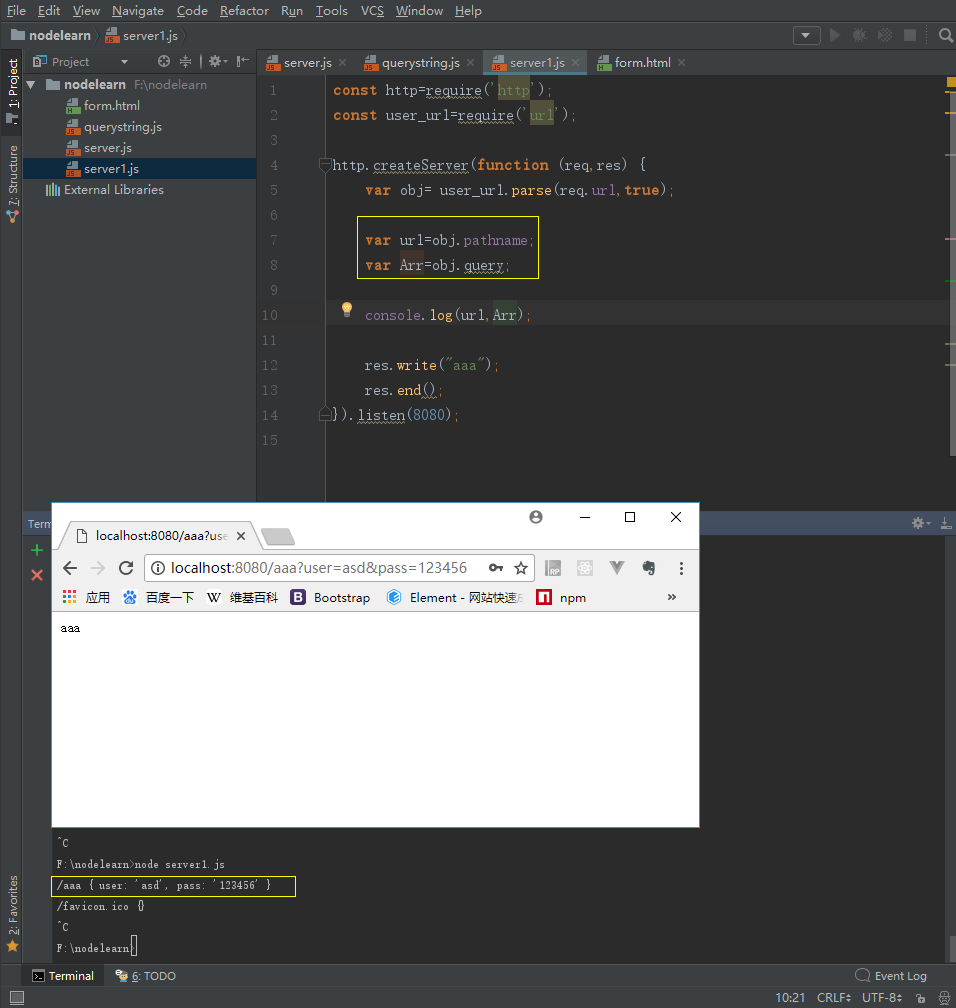 File Edit View Navigate Code Refactor Run Tools VCS Window Help
nodelearn server1.js
1: Project
7: Structure
2: Favorites
Project
nodelearn F:\nodelearn
form.html
querystring.js
server.js
server1.js
External Libraries
server.js querystring.js server1.js form.html
1 const http=require('http');
2 const user_url=require('url');
3
4 http.createServer(function (req,res) {
5 var obj= user_url.parse(req.url,true);
6
7 var url=obj.pathname;
8 var Arr=obj.query;
9
10 console.log(url,Arr);
11
12 res.write("aaa");
13 res.end();
14 }).listen(8080);
15
localhost:8080/aaa?use
localhost:8080/aaa?user=asd&pass=123456 RP
应用 百度一下 W 维基百科 B Bootstrap Element - 网站快速 n npm »
aaa
^C
F:\nodelearn>node server1.js
/aaa { user: 'asd', pass: '123456' }
/favicon.ico {}
^C
F:\nodelearn>
Terminal 6: TODO Event Log
10:21 CRLF UTF-8